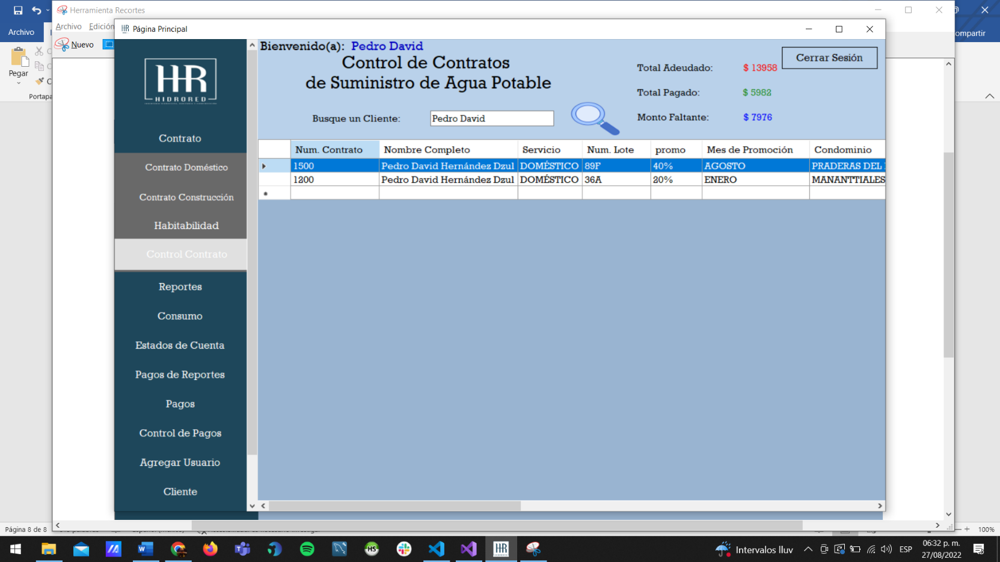 Herramienta Recortes
Archivo Edición
Archivo
Nuevo
Pegar
Página Principal
HR
HIDRORED
Contrato
Contrato Doméstico
Contrato Construcción
Habitabilidad
Control Contrato
Reportes
Consumo
Estados de Cuenta
Pagos de Reportes
Pagos
Control de Pagos
Agregar Usuario
Cliente
Bienvenido(a): Pedro David
Control de Contratos
de Suministro de Agua Potable
Busque un Cliente: Pedro David
Total Adeudado: $ 13958
Total Pagado: $ 5982
Monto Faltante: $ 7976
Cerrar Sesión
Num. Contrato Nombre Completo Servicio Num. Lote promo Mes de Promoción Condominio
1500 Pedro David Hernández Dzul DOMÉSTICO 89F 40% AGOSTO PRADERAS DEL
1200 Pedro David Hernández Dzul DOMÉSTICO 36A 20% ENERO MANANTTIALES
Página 8 de 8
100%
Intervalos lluv
ESP
06:32 p. m.
27/08/2022